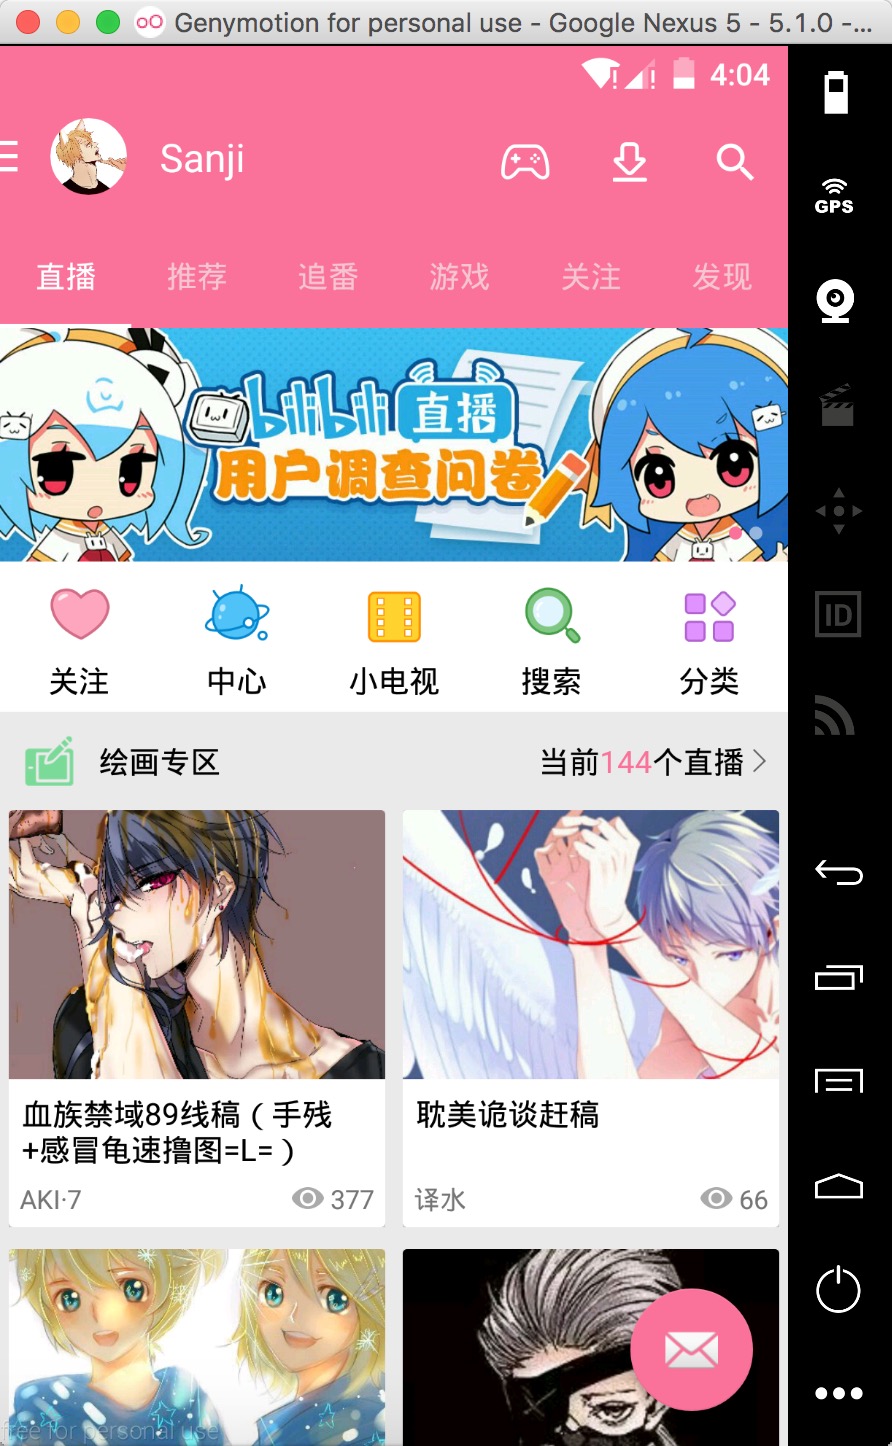 Genymotion for personal use - Google Nexus 5 - 5.1.0 -...
4:04
GPS
Sanji
直播 推荐 追番 游戏 关注 发现
bilibili 直播
用户调查问卷
ID
关注 中心 小电视 搜索 分类
绘画专区 当前144个直播
血族禁域89线稿（手残
+感冒龟速撸图=L=）
AKI·7 377
耽美诡谈赶稿
译水 66
free for personal use